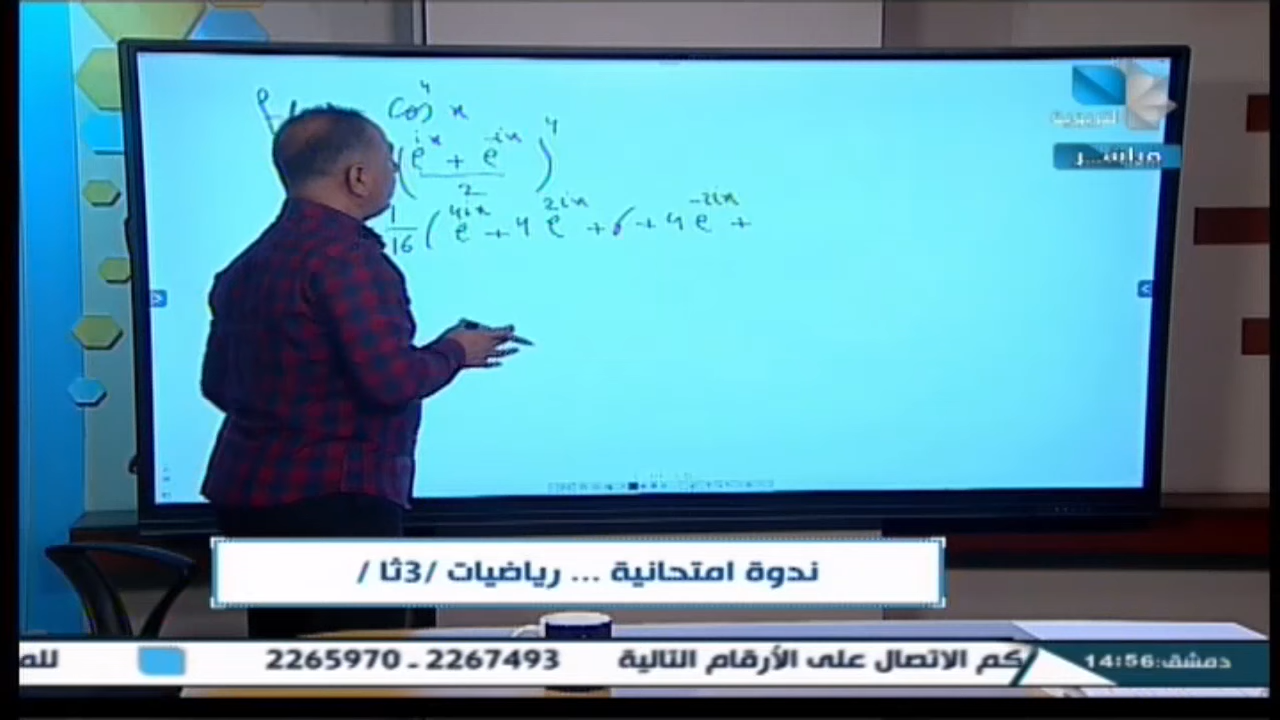 cos⁴ x
(e^ix + e^-ix / 2)^4
1/16 (e^4ix + 4 e^2ix + 6 + 4 e^-2ix +
التربوية
مباشر
ندوة امتحانية ... رياضيات /3ثا /
كم الاتصال على الأرقام التالية 2267493 ـ 2265970
دمشق:14:56